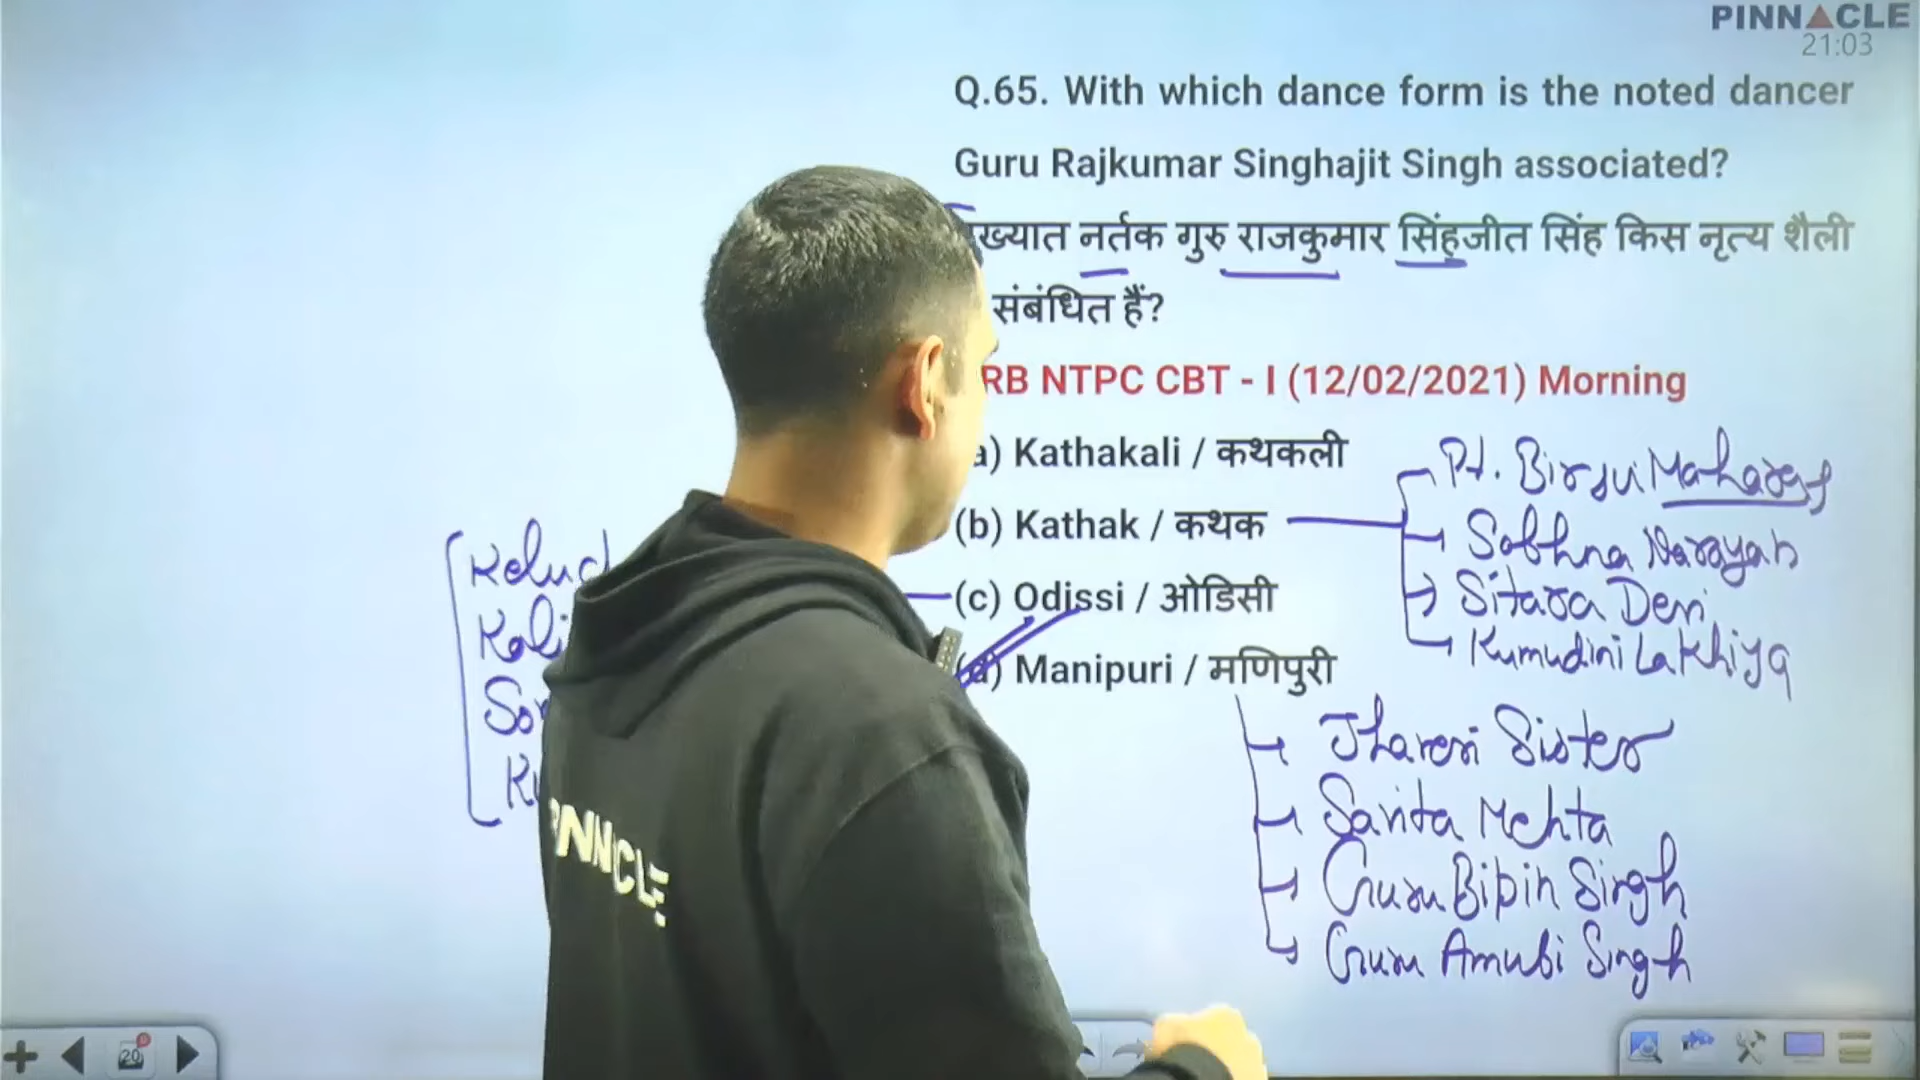 PINNACLE
21:03
Q.65. With which dance form is the noted dancer
Guru Rajkumar Singhajit Singh associated?
नर्तक गुरु राजकुमार सिंहजीत सिंह किस नृत्य शैली
संबंधित हैं?
RB NTPC CBT - I (12/02/2021) Morning
a) Kathakali / कथकली
Pt. Birju Maharaj
(b) Kathak / कथक
Sobhna Narayan
(c) Odissi / ओडिसी
Sitara Devi
Kumudini Lakhiya
(d) Manipuri / मणिपुरी
Jhaveri Sister
Savita Mehta
Guru Bipin Singh
Guru Amubi Singh
PINNACLE
20